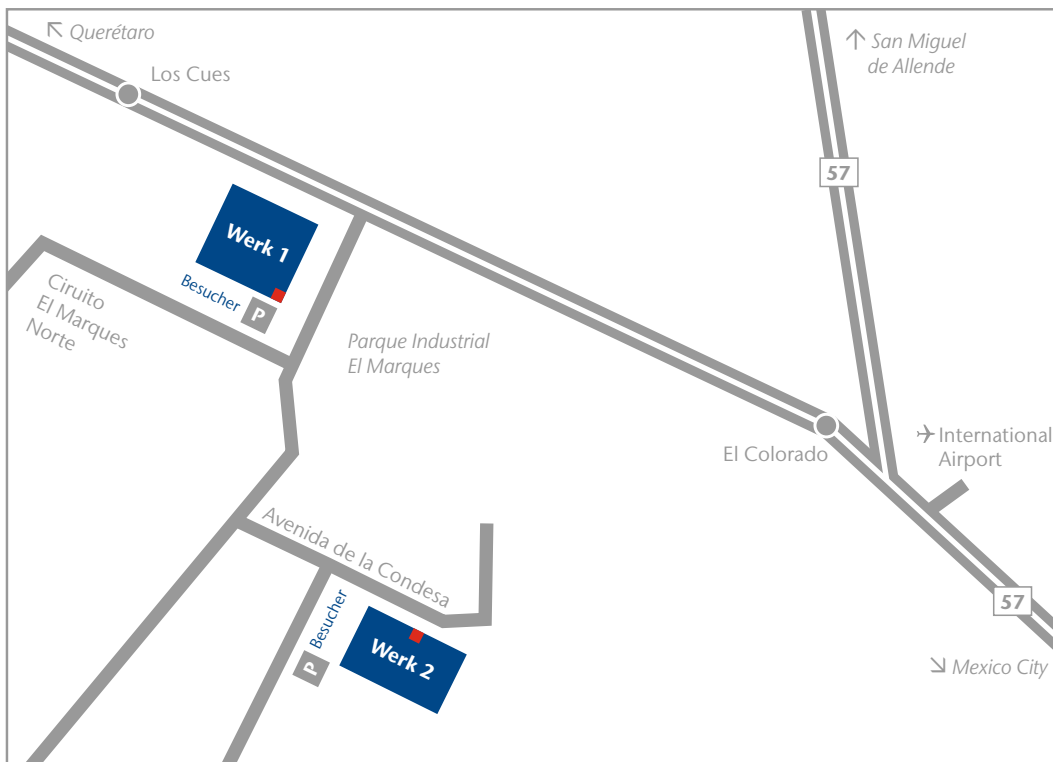 Querétaro
Los Cues
San Miguel
de Allende
57
Werk 1
Besucher
P
Ciruito
El Marques
Norte
Parque Industrial
El Marques
El Colorado
International
Airport
Avenida de la Condesa
Besucher
P
Werk 2
57
Mexico City